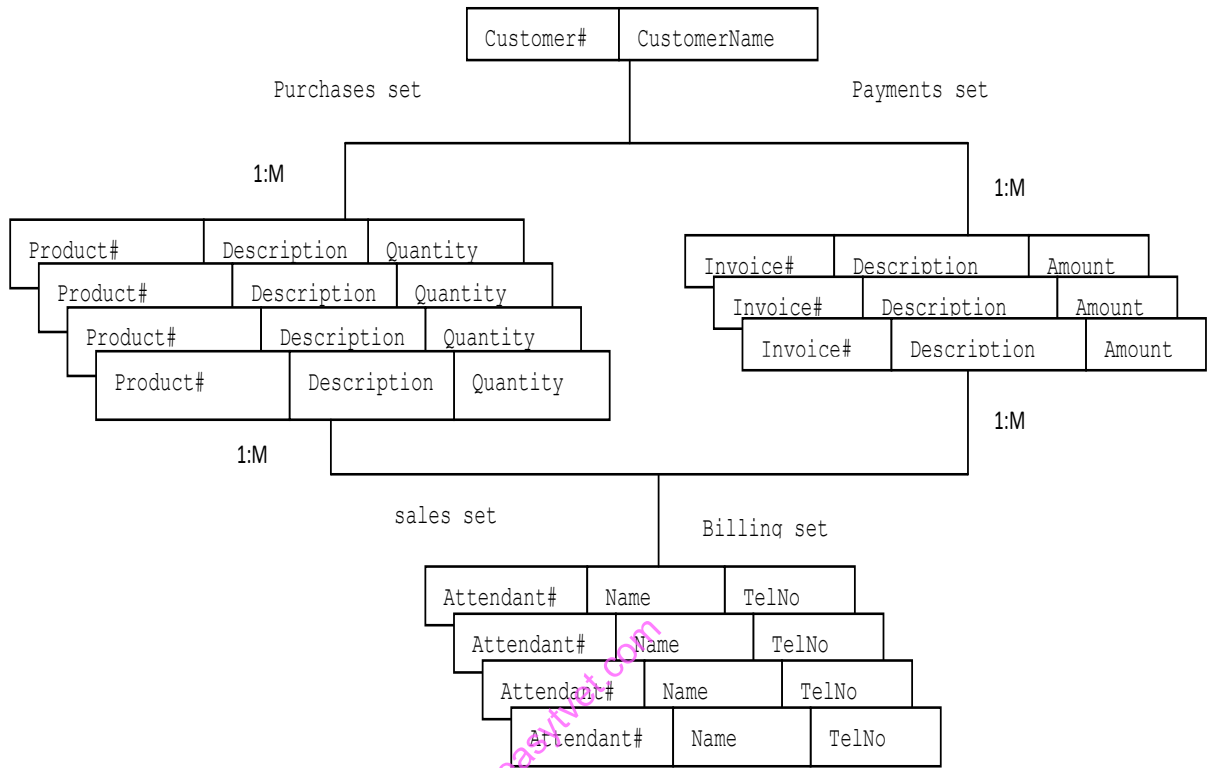 Customer# CustomerName
Purchases set Payments set
1:M
1:M
Product# Description Quantity
Product# Description Quantity
Product# Description Quantity
Product# Description Quantity
Invoice# Description Amount
Invoice# Description Amount
Invoice# Description Amount
1:M
1:M
sales set
Billing set
Attendant# Name TelNo
Attendant# Name TelNo
Attendant# Name TelNo
Attendant# Name TelNo
easytvet.com